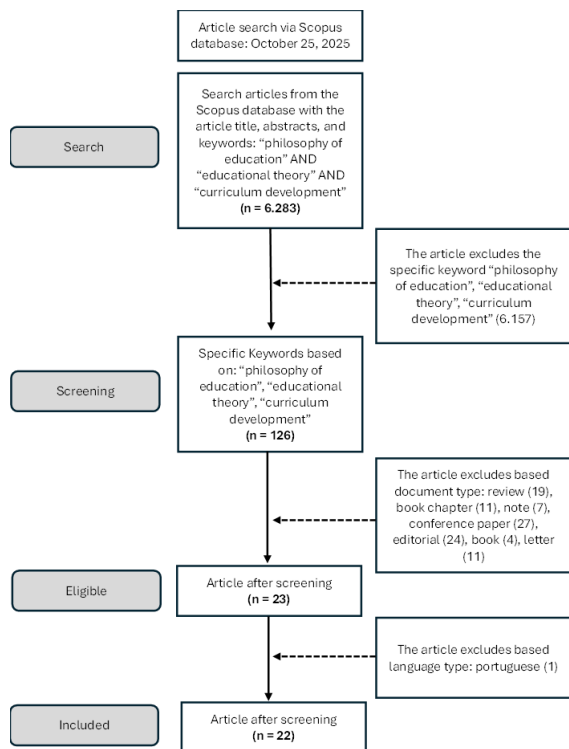 Article search via Scopus
database: October 25, 2025
Search
Search articles from the
Scopus database with the
article title, abstracts, and
keywords: “philosophy of
education” AND
“educational theory” AND
“curriculum development”
(n = 6.283)
The article excludes the
specific keyword “philosophy
of education”, “educational
theory”, “curriculum
development” (6.157)
Screening
Specific Keywords based
on: “philosophy of
education”, “educational
theory”, “curriculum
development”
(n = 126)
The article excludes based
document type: review (19),
book chapter (11), note (7),
conference paper (27),
editorial (24), book (4), letter
(11)
Eligible
Article after screening
(n = 23)
The article excludes based
language type: portuguese (1)
Included
Article after screening
(n = 22)